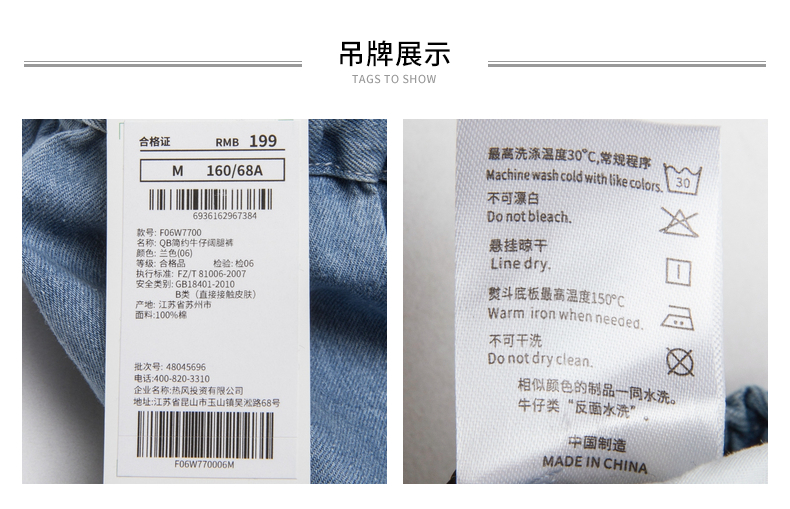 吊牌展示
TAGS TO SHOW
合格证 RMB 199
M 160/68A
6936162967384
款号: F06W7700
名称: QB简约牛仔阔腿裤
颜色: 兰色(06)
等级: 合格品 检验: 检06
执行标准: FZ/T 81006-2007
安全类别: GB18401-2010
B类（直接接触皮肤）
产地: 江苏省苏州市
面料:100%棉
批次号: 48045696
电话:400-820-3310
企业名称:热风投资有限公司
地址:江苏省昆山市玉山镇吴淞路68号
F06W770006M
最高洗涤温度30℃,常规程序
Machine wash cold with like colors.
30
不可漂白
Do not bleach.
悬挂晾干
Line dry.
熨斗底板最高温度150℃
Warm iron when needed.
不可干洗
Do not dry clean.
相似颜色的制品一同水洗。
牛仔类“反面水洗”。
中国制造
MADE IN CHINA